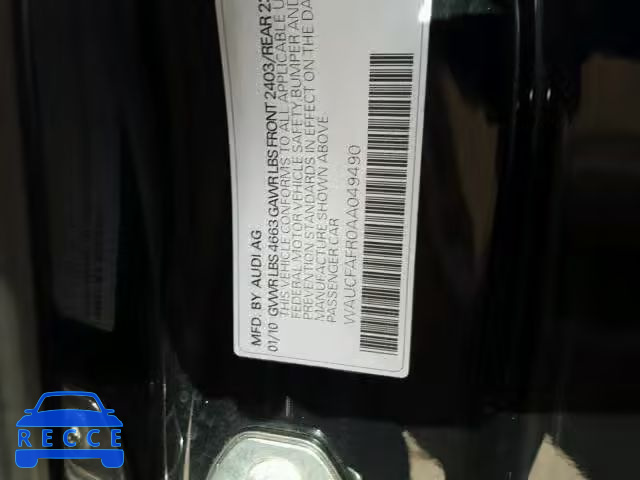 MFD. BY AUDI AG
01/10 GVWR LBS 4663 GAWR LBS FRONT 2403/REAR
THIS VEHICLE CONFORMS TO ALL APPLICABLE
FEDERAL MOTOR VEHICLE SAFETY, BUMPER AND
PREVENTION STANDARDS IN EFFECT ON THE DA
MANUFACTURE SHOWN ABOVE
PASSENGER CAR
WAUCFAFR0AA049490
RECCE